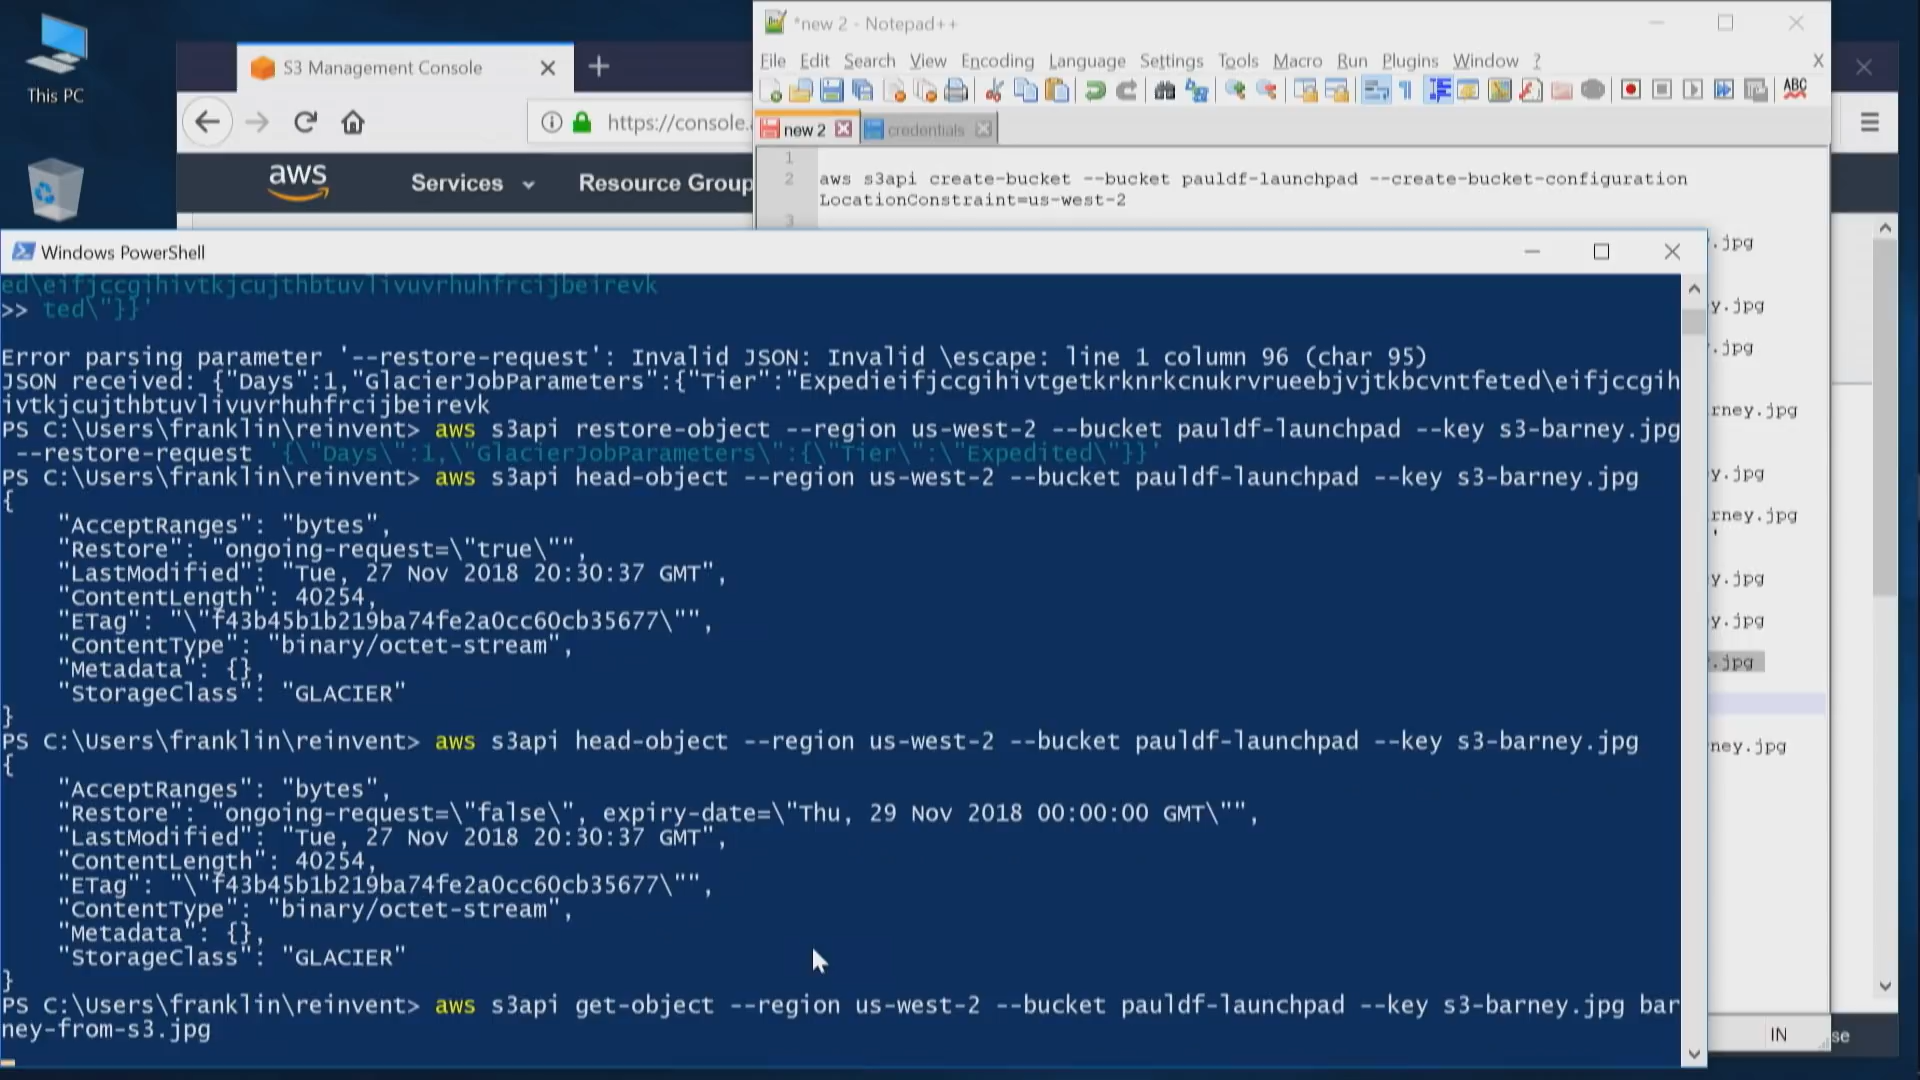 This PC
S3 Management Console
https://console.
aws
Services
Resource Group
*new 2 - Notepad++
File Edit Search View Encoding Language Settings Tools Macro Run Plugins Window ? X
ABC
new 2
credentials
1
2 aws s3api create-bucket --bucket pauldf-launchpad --create-bucket-configuration
LocationConstraint=us-west-2
3
.jpg
y.jpg
.jpg
rney.jpg
y.jpg
rney.jpg
'
y.jpg
y.jpg
.jpg
ney.jpg
IN
se
Windows PowerShell
ed\eifjccgihivtkjcujthbtuvlivuvrhuhfrcijbeirevk
>> ted\"}}'
Error parsing parameter '--restore-request': Invalid JSON: Invalid \escape: line 1 column 96 (char 95)
JSON received: {"Days":1,"GlacierJobParameters":{"Tier":"Expedieifjccgihivtgetkrknrkcnukrvrueebjvjtkbcvntfeted\eifjccgih
ivtkjcujthbtuvlivuvrhuhfrcijbeirevk
PS C:\Users\franklin\reinvent> aws s3api restore-object --region us-west-2 --bucket pauldf-launchpad --key s3-barney.jpg
--restore-request '{\"Days\":1,\"GlacierJobParameters\":{\"Tier\":\"Expedited\"}}'
PS C:\Users\franklin\reinvent> aws s3api head-object --region us-west-2 --bucket pauldf-launchpad --key s3-barney.jpg
{
"AcceptRanges": "bytes",
"Restore": "ongoing-request=\"true\"",
"LastModified": "Tue, 27 Nov 2018 20:30:37 GMT",
"ContentLength": 40254,
"ETag": "\"f43b45b1b219ba74fe2a0cc60cb35677\"",
"ContentType": "binary/octet-stream",
"Metadata": {},
"StorageClass": "GLACIER"
}
PS C:\Users\franklin\reinvent> aws s3api head-object --region us-west-2 --bucket pauldf-launchpad --key s3-barney.jpg
{
"AcceptRanges": "bytes",
"Restore": "ongoing-request=\"false\", expiry-date=\"Thu, 29 Nov 2018 00:00:00 GMT\"",
"LastModified": "Tue, 27 Nov 2018 20:30:37 GMT",
"ContentLength": 40254,
"ETag": "\"f43b45b1b219ba74fe2a0cc60cb35677\"",
"ContentType": "binary/octet-stream",
"Metadata": {},
"StorageClass": "GLACIER"
}
PS C:\Users\franklin\reinvent> aws s3api get-object --region us-west-2 --bucket pauldf-launchpad --key s3-barney.jpg bar
ney-from-s3.jpg